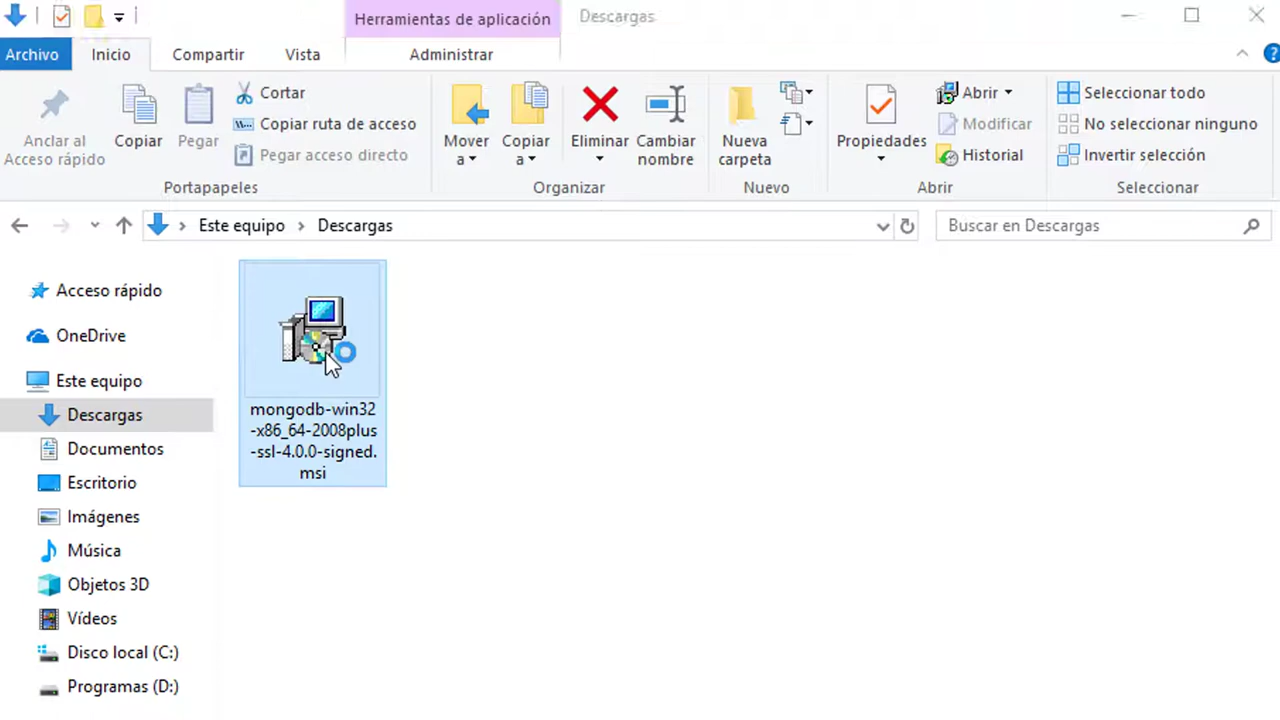 Herramientas de aplicación
Descargas
Archivo
Inicio
Compartir
Vista
Administrar
Anclar al
Acceso rápido
Copiar
Pegar
Cortar
Copiar ruta de acceso
Pegar acceso directo
Portapapeles
Mover
a
Copiar
a
Eliminar
Cambiar
nombre
Organizar
Nueva
carpeta
Nuevo
Propiedades
Abrir
Modificar
Historial
Abrir
Seleccionar todo
No seleccionar ninguno
Invertir selección
Seleccionar
Este equipo > Descargas
Buscar en Descargas
Acceso rápido
OneDrive
Este equipo
Descargas
Documentos
Escritorio
Imágenes
Música
Objetos 3D
Vídeos
Disco local (C:)
Programas (D:)
mongodb-win32
-x86_64-2008plus
-ssl-4.0.0-signed.
msi